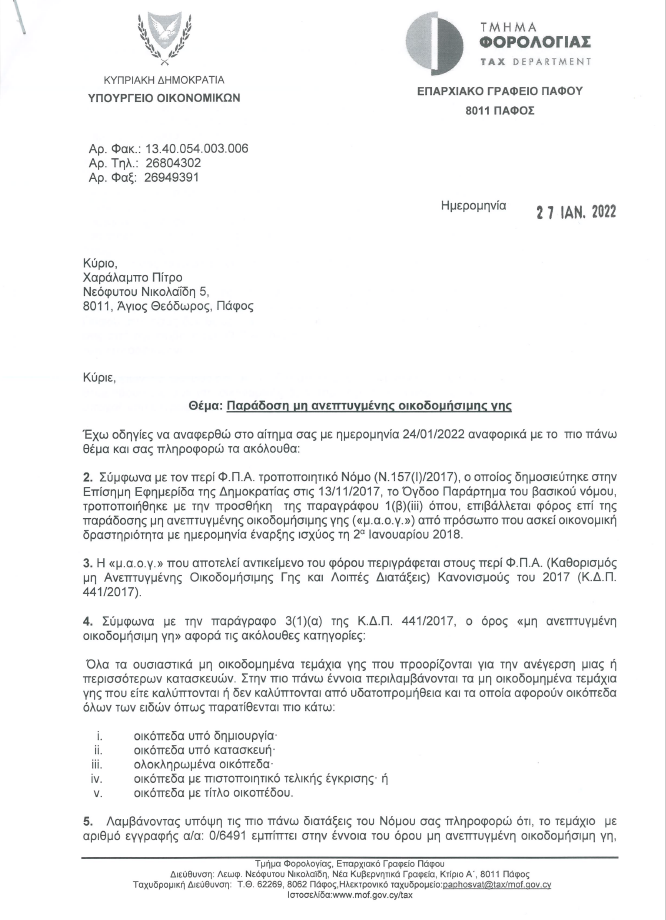 ΚΥΠΡΙΑΚΗ ΔΗΜΟΚΡΑΤΙΑ
ΥΠΟΥΡΓΕΙΟ ΟΙΚΟΝΟΜΙΚΩΝ
ΤΜΗΜΑ
ΦΟΡΟΛΟΓΙΑΣ
TAX DEPARTMENT
ΕΠΑΡΧΙΑΚΟ ΓΡΑΦΕΙΟ ΠΑΦΟΥ
8011 ΠΑΦΟΣ
Αρ. Φακ.: 13.40.054.003.006
Αρ. Τηλ.: 26804302
Αρ. Φαξ: 26949391
Ημερομηνία 27 ΙΑΝ. 2022
Κύριο,
Χαράλαμπο Πίτρο
Νεόφυτου Νικολαΐδη 5,
8011, Άγιος Θεόδωρος, Πάφος
Κύριε,
Θέμα: Παράδοση μη ανεπτυγμένης οικοδομήσιμης γης
Έχω οδηγίες να αναφερθώ στο αίτημα σας με ημερομηνία 24/01/2022 αναφορικά με το πιο πάνω
θέμα και σας πληροφορώ τα ακόλουθα:
2. Σύμφωνα με τον περί Φ.Π.Α. τροποποιητικό Νόμο (Ν.157(Ι)/2017), ο οποίος δημοσιεύτηκε στην
Επίσημη Εφημερίδα της Δημοκρατίας στις 13/11/2017, το Όγδοο Παράρτημα του βασικού νόμου,
τροποποιήθηκε με την προσθήκη της παραγράφου 1(β)(iii) όπου, επιβάλλεται φόρος επί της
παράδοσης μη ανεπτυγμένης οικοδομήσιμης γης («μ.α.ο.γ.») από πρόσωπο που ασκεί οικονομική
δραστηριότητα με ημερομηνία έναρξης ισχύος τη 2α Ιανουαρίου 2018.
3. Η «μ.α.ο.γ.» που αποτελεί αντικείμενο του φόρου περιγράφεται στους περί Φ.Π.Α. (Καθορισμός
μη Ανεπτυγμένης Οικοδομήσιμης Γης και Λοιπές Διατάξεις) Κανονισμούς του 2017 (Κ.Δ.Π.
441/2017).
4. Σύμφωνα με την παράγραφο 3(1)(α) της Κ.Δ.Π. 441/2017, ο όρος «μη ανεπτυγμένη
οικοδομήσιμη γη» αφορά τις ακόλουθες κατηγορίες:
Όλα τα ουσιαστικά μη οικοδομημένα τεμάχια γης που προορίζονται για την ανέγερση μιας ή
περισσότερων κατασκευών. Στην πιο πάνω έννοια περιλαμβάνονται τα μη οικοδομημένα τεμάχια
γης που είτε καλύπτονται ή δεν καλύπτονται από υδατοπρομήθεια και τα οποία αφορούν οικόπεδα
όλων των ειδών όπως παρατίθενται πιο κάτω:
i. οικόπεδα υπό δημιουργία·
ii. οικόπεδα υπό κατασκευή·
iii. ολοκληρωμένα οικόπεδα·
iv. οικόπεδα με πιστοποιητικό τελικής έγκρισης· ή
v. οικόπεδα με τίτλο οικοπέδου.
5. Λαμβάνοντας υπόψη τις πιο πάνω διατάξεις του Νόμου σας πληροφορώ ότι, το τεμάχιο με
αριθμό εγγραφής α/α: 0/6491 εμπίπτει στην έννοια του όρου μη ανεπτυγμένη οικοδομήσιμη γη,
Τμήμα Φορολογίας, Επαρχιακό Γραφείο Πάφου
Διεύθυνση: Λεωφ. Νεόφυτου Νικολαΐδη, Νέα Κυβερνητικά Γραφεία, Κτίριο Α΄, 8011 Πάφος
Ταχυδρομική Διεύθυνση: Τ.Θ. 62269, 8062 Πάφος,Ηλεκτρονικό ταχυδρομείο:paphosvat@tax/mof.gov.cy
Ιστοσελίδα:www.mof.gov.cy/tax